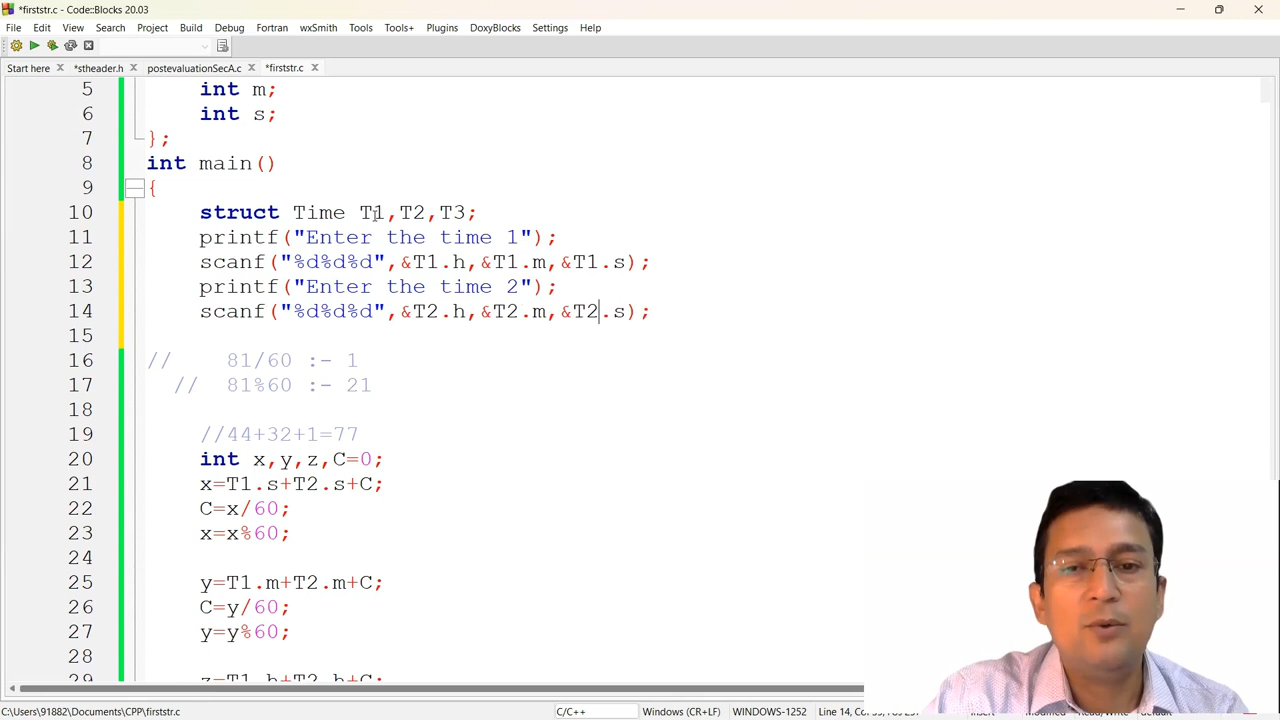 *firststr.c - Code::Blocks 20.03
File Edit View Search Project Build Debug Fortran wxSmith Tools Tools+ Plugins DoxyBlocks Settings Help
Start here *stheader.h postevaluationSecA.c *firststr.c
5 int m;
6 int s;
7 };
8 int main()
9 {
10 struct Time T1,T2,T3;
11 printf("Enter the time 1");
12 scanf("%d%d%d",&T1.h,&T1.m,&T1.s);
13 printf("Enter the time 2");
14 scanf("%d%d%d",&T2.h,&T2.m,&T2.s);
15
16 // 81/60 :- 1
17 // 81%60 :- 21
18
19 //44+32+1=77
20 int x,y,z,C=0;
21 x=T1.s+T2.s+C;
22 C=x/60;
23 x=x%60;
24
25 y=T1.m+T2.m+C;
26 C=y/60;
27 y=y%60;
28
29 z=T1.h+T2.h+C;
C:\Users\91882\Documents\CPP\firststr.c C/C++ Windows (CR+LF) WINDOWS-1252